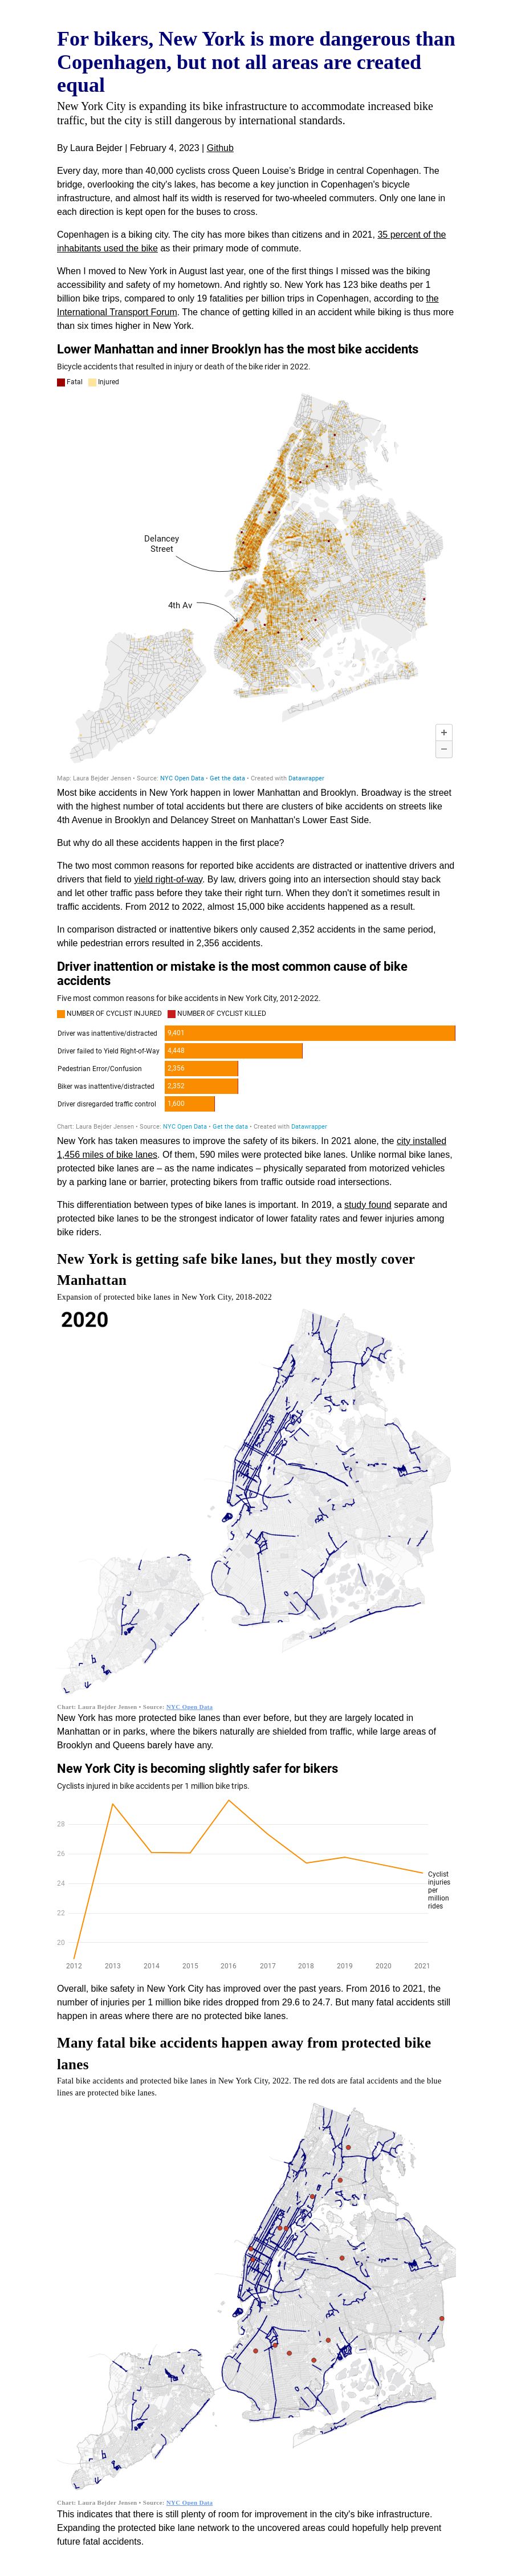 For bikers, New York is more dangerous than
Copenhagen, but not all areas are created
equal
New York City is expanding its bike infrastructure to accommodate increased bike
traffic, but the city is still dangerous by international standards.
By Laura Bejder | February 4, 2023 | Github
Every day, more than 40,000 cyclists cross Queen Louise's Bridge in central Copenhagen. The
bridge, overlooking the city's lakes, has become a key junction in Copenhagen's bicycle
infrastructure, and almost half its width is reserved for two-wheeled commuters. Only one lane in
each direction is kept open for the buses to cross.
Copenhagen is a biking city. The city has more bikes than citizens and in 2021, 35 percent of the
inhabitants used the bike as their primary mode of commute.
When I moved to New York in August last year, one of the first things I missed was the biking
accessibility and safety of my hometown. And rightly so. New York has 123 bike deaths per 1
billion bike trips, compared to only 19 fatalities per billion trips in Copenhagen, according to the
International Transport Forum. The chance of getting killed in an accident while biking is thus more
than six times higher in New York.
Lower Manhattan and inner Brooklyn has the most bike accidents
Bicycle accidents that resulted in injury or death of the bike rider in 2022.
Fatal Injured
Delancey
Street
4th Av
+
−
Map: Laura Bejder Jensen • Source: NYC Open Data • Get the data • Created with Datawrapper
Most bike accidents in New York happen in lower Manhattan and Brooklyn. Broadway is the street
with the highest number of total accidents but there are clusters of bike accidents on streets like
4th Avenue in Brooklyn and Delancey Street on Manhattan's Lower East Side.
But why do all these accidents happen in the first place?
The two most common reasons for reported bike accidents are distracted or inattentive drivers and
drivers that field to yield right-of-way. By law, drivers going into an intersection should stay back
and let other traffic pass before they take their right turn. When they don't it sometimes result in
traffic accidents. From 2012 to 2022, almost 15,000 bike accidents happened as a result.
In comparison distracted or inattentive bikers only caused 2,352 accidents in the same period,
while pedestrian errors resulted in 2,356 accidents.
Driver inattention or mistake is the most common cause of bike
accidents
Five most common reasons for bike accidents in New York City, 2012-2022.
NUMBER OF CYCLIST INJURED NUMBER OF CYCLIST KILLED
Driver was inattentive/distracted 9,401
Driver failed to Yield Right-of-Way 4,448
Pedestrian Error/Confusion 2,356
Biker was inattentive/distracted 2,352
Driver disregarded traffic control 1,600
Chart: Laura Bejder Jensen • Source: NYC Open Data • Get the data • Created with Datawrapper
New York has taken measures to improve the safety of its bikers. In 2021 alone, the city installed
1,456 miles of bike lanes. Of them, 590 miles were protected bike lanes. Unlike normal bike lanes,
protected bike lanes are – as the name indicates – physically separated from motorized vehicles
by a parking lane or barrier, protecting bikers from traffic outside road intersections.
This differentiation between types of bike lanes is important. In 2019, a study found separate and
protected bike lanes to be the strongest indicator of lower fatality rates and fewer injuries among
bike riders.
New York is getting safe bike lanes, but they mostly cover
Manhattan
Expansion of protected bike lanes in New York City, 2018-2022
2020
Chart: Laura Bejder Jensen • Source: NYC Open Data
New York has more protected bike lanes than ever before, but they are largely located in
Manhattan or in parks, where the bikers naturally are shielded from traffic, while large areas of
Brooklyn and Queens barely have any.
New York City is becoming slightly safer for bikers
Cyclists injured in bike accidents per 1 million bike trips.
28
26
24
22
20
Cyclist
injuries
per
million
rides
2012 2013 2014 2015 2016 2017 2018 2019 2020 2021
Overall, bike safety in New York City has improved over the past years. From 2016 to 2021, the
number of injuries per 1 million bike rides dropped from 29.6 to 24.7. But many fatal accidents still
happen in areas where there are no protected bike lanes.
Many fatal bike accidents happen away from protected bike
lanes
Fatal bike accidents and protected bike lanes in New York City, 2022. The red dots are fatal accidents and the blue
lines are protected bike lanes.
Chart: Laura Bejder Jensen • Source: NYC Open Data
This indicates that there is still plenty of room for improvement in the city's bike infrastructure.
Expanding the protected bike lane network to the uncovered areas could hopefully help prevent
future fatal accidents.